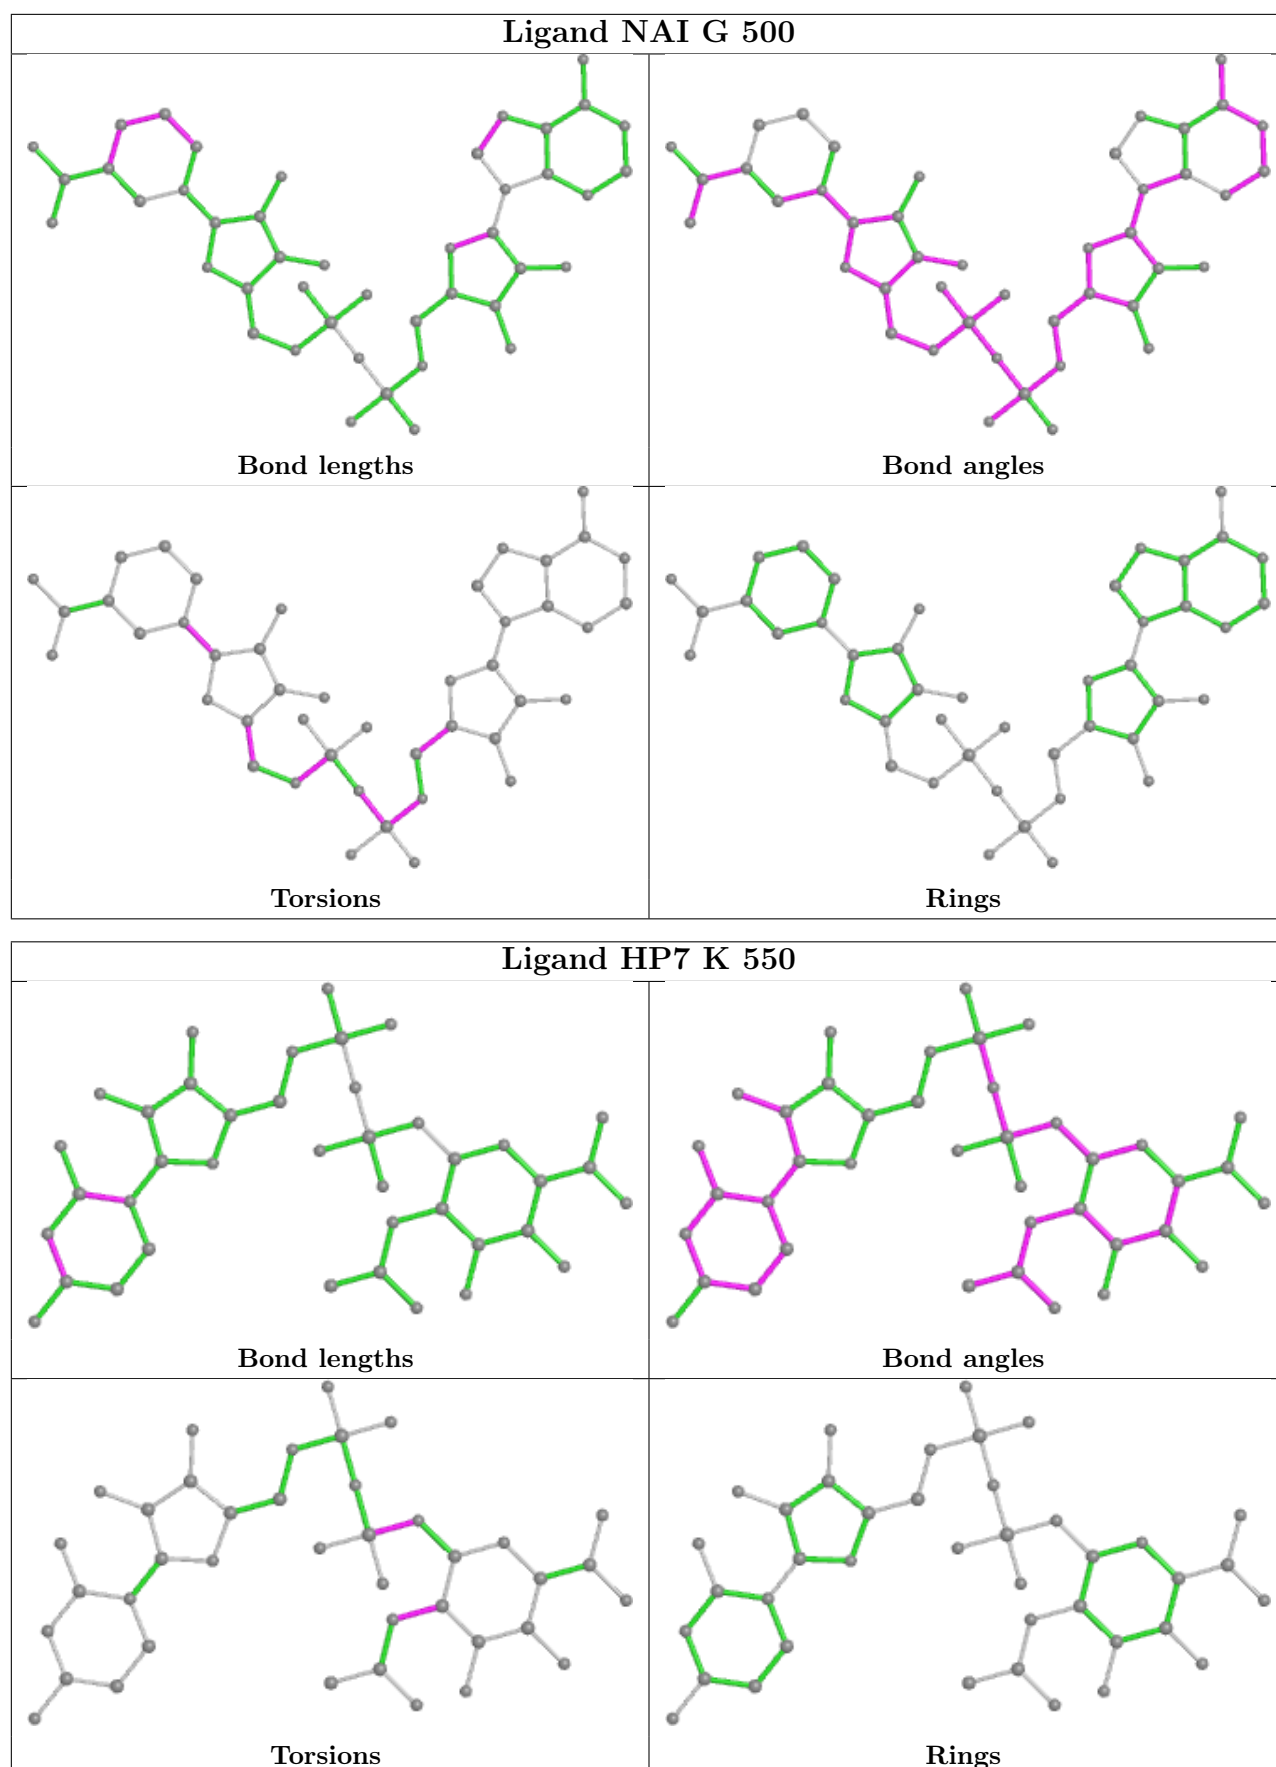 Ligand NAI G 500
Bond lengths
Bond angles
Torsions
Rings
Ligand HP7 K 550
Bond lengths
Bond angles
Torsions
Rings